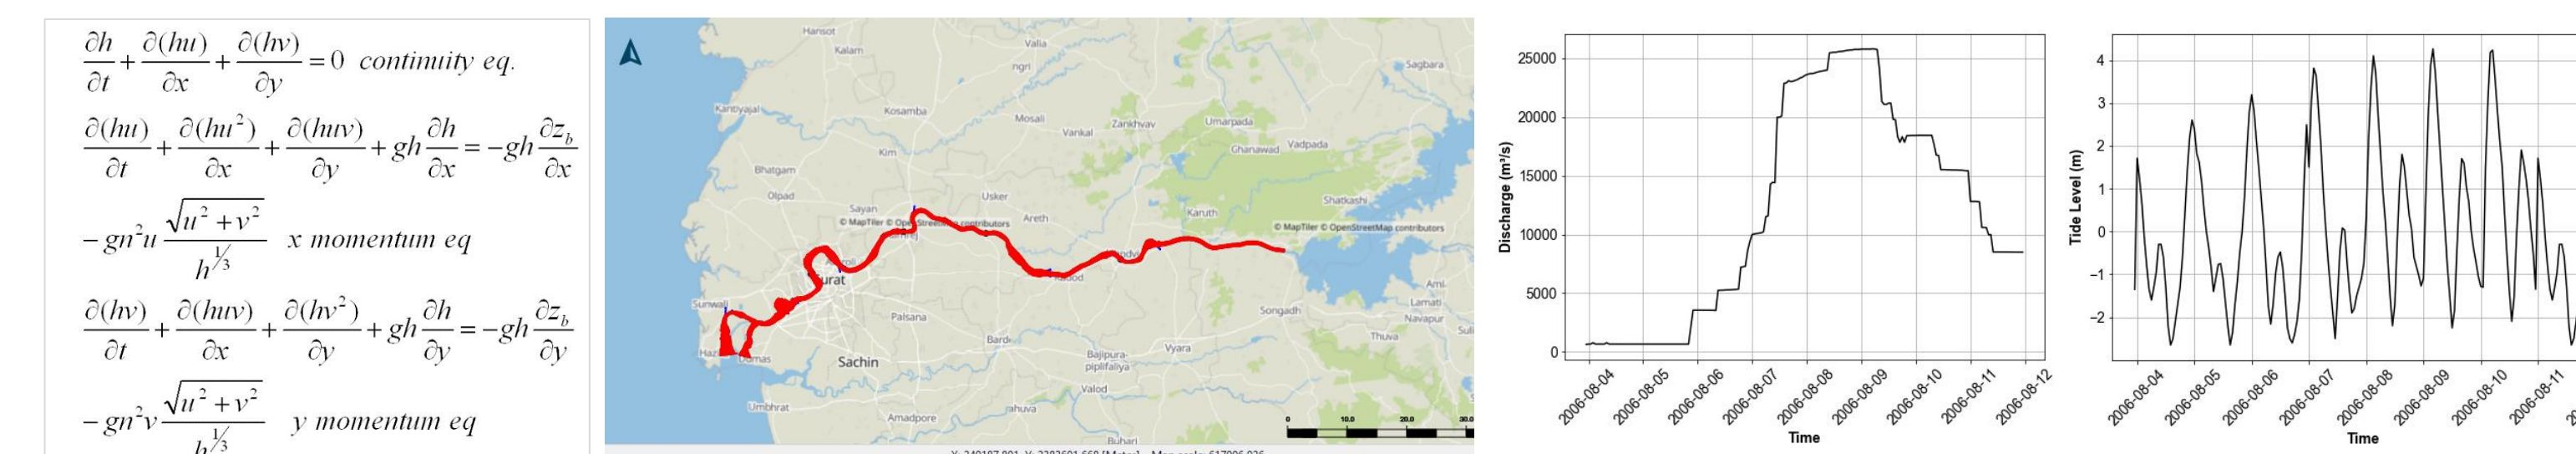 ∂h/∂t + ∂(hu)/∂x + ∂(hv)/∂y = 0 continuity eq.
∂(hu)/∂t + ∂(hu²)/∂x + ∂(huv)/∂y + gh ∂h/∂x = −gh ∂z_b/∂x
− gn²u √(u² + v²)/h^(1/3) x momentum eq
∂(hv)/∂t + ∂(huv)/∂x + ∂(hv²)/∂y + gh ∂h/∂y = −gh ∂z_b/∂y
− gn²v √(u² + v²)/h^(1/3) y momentum eq
Hansot
Kalam
Valia
ngri
Sagbara
Kantiyajal
Kosamba
Mosali
Vankal
Zankhvav
Umarpada
Ghanawad
Vadpada
Kim
Bhatgam
Olpad
Sayan
Usker
Areth
Karuth
Shatkashi
© MapTiler © OpenStreetMap contributors
© MapTiler © OpenStreetMap contributors
urat
Sunwali
Palsana
Songadh
Lamati
Navapur
Thuva
Sachin
Vyara
Bajipura-
piplifaliya
Valod
Umbhrat
Amadpore
Buhari
0 10.0 20.0 30.0
Discharge (m³/s)
25000
20000
15000
10000
5000
0
2006-08-04
2006-08-05
2006-08-06
2006-08-07
2006-08-08
2006-08-09
2006-08-10
2006-08-11
2006-08-12
Time
Tide Level (m)
4
3
2
1
0
−1
−2
2006-08-04
2006-08-05
2006-08-06
2006-08-07
2006-08-08
2006-08-09
2006-08-10
2006-08-11
Time